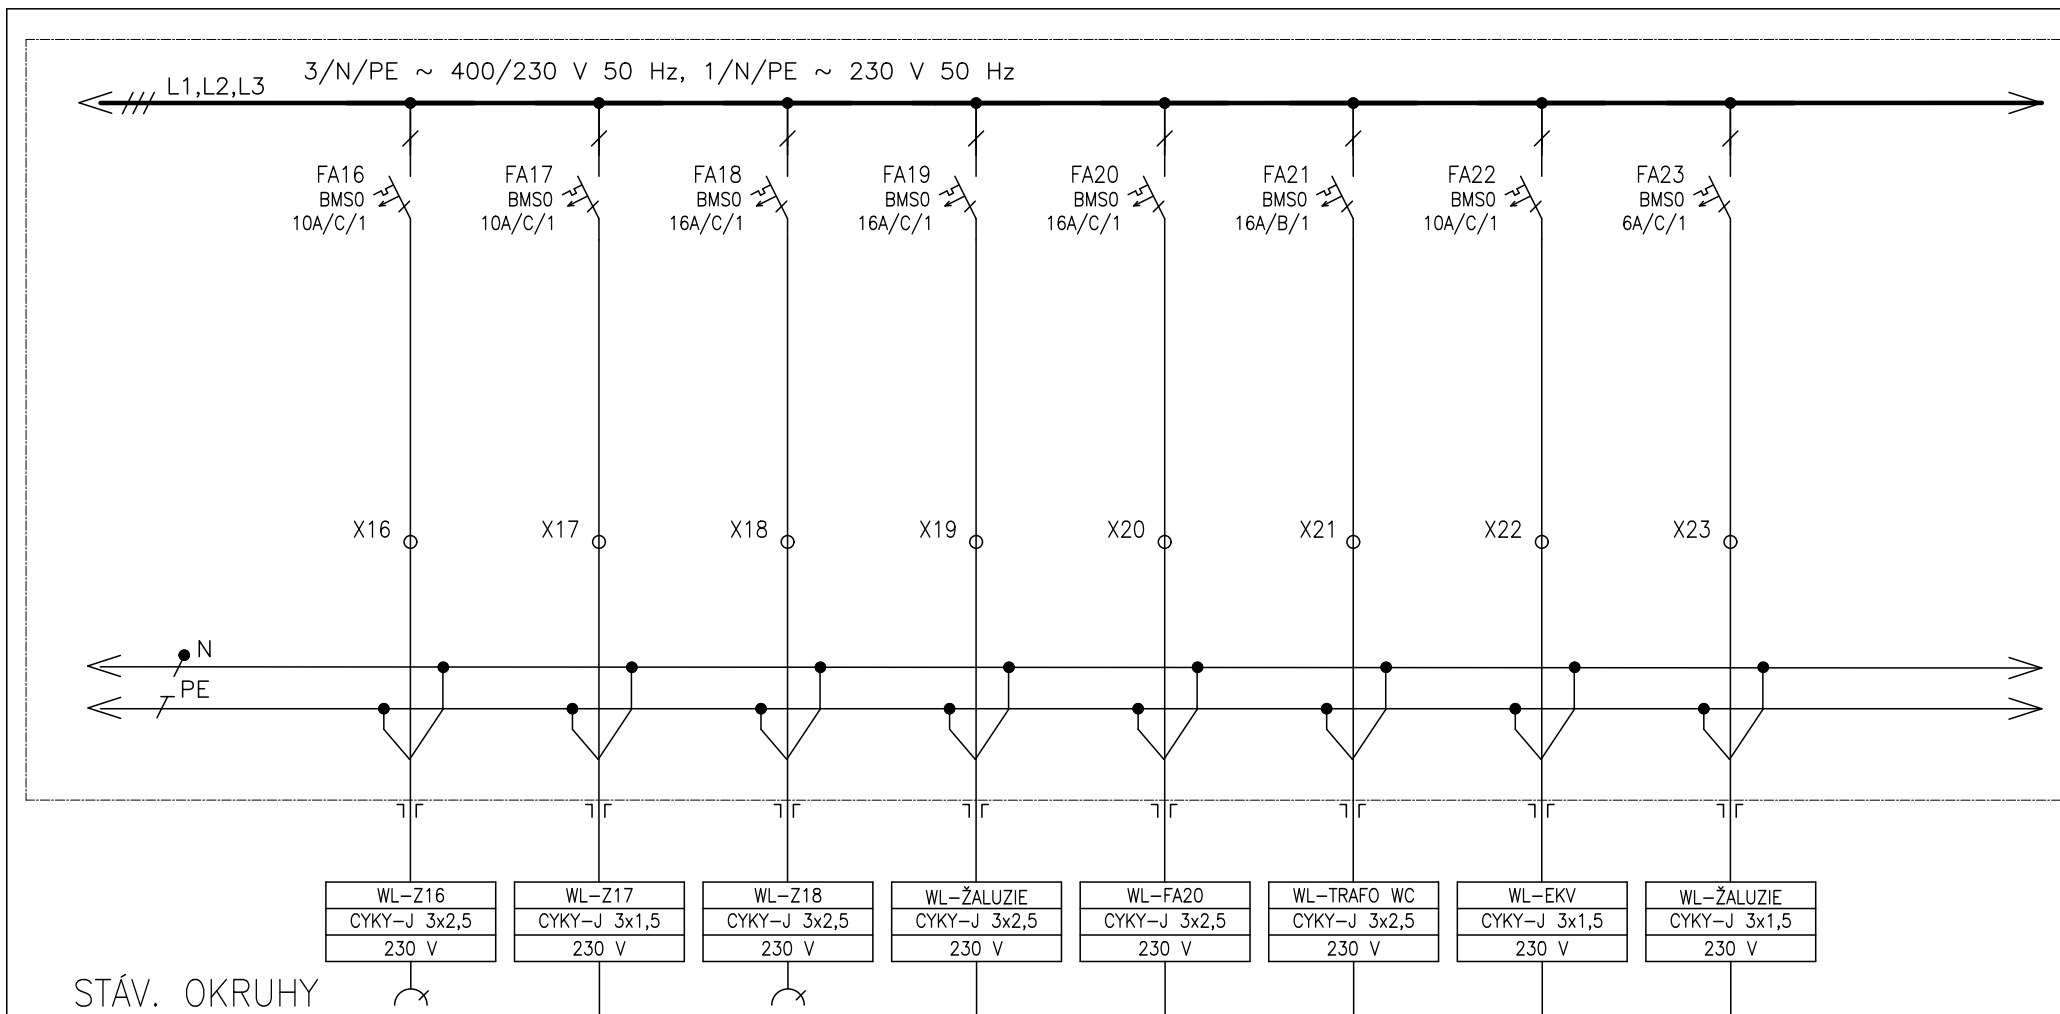 3/N/PE ~ 400/230 V 50 Hz, 1/N/PE ~ 230 V 50 Hz
L1,L2,L3
FA16 FA17 FA18 FA19 FA20 FA21 FA22 FA23
BMS0 BMS0 BMS0 BMS0 BMS0 BMS0 BMS0 BMS0
10A/C/1 10A/C/1 16A/C/1 16A/C/1 16A/C/1 16A/B/1 10A/C/1 6A/C/1
X16 X17 X18 X19 X20 X21 X22 X23
N
PE
WL-Z16 WL-Z17 WL-Z18 WL-ŽALUZIE WL-FA20 WL-TRAFO WC WL-EKV WL-ŽALUZIE
CYKY-J 3x2,5 CYKY-J 3x1,5 CYKY-J 3x2,5 CYKY-J 3x2,5 CYKY-J 3x2,5 CYKY-J 3x2,5 CYKY-J 3x1,5 CYKY-J 3x1,5
230 V 230 V 230 V 230 V 230 V 230 V 230 V 230 V
STÁV. OKRUHY